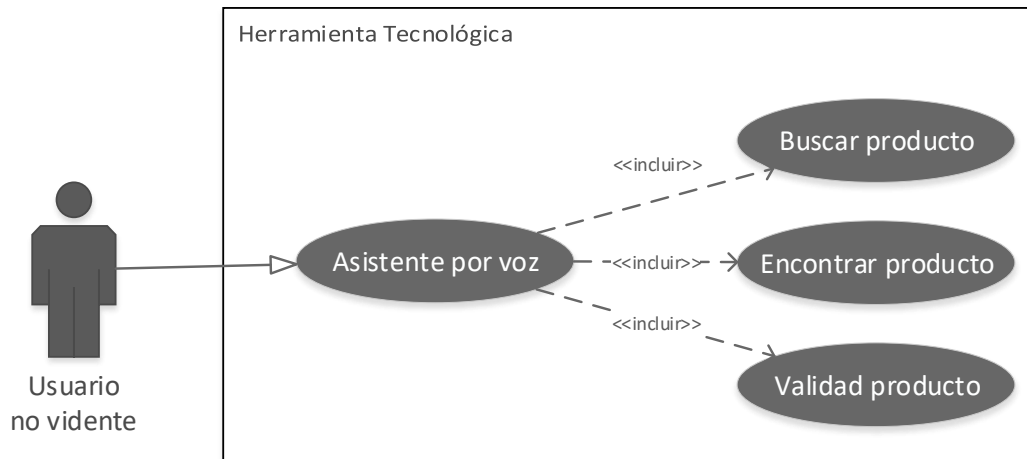 Herramienta Tecnológica
Buscar producto
<<incluir>>
Asistente por voz
<<incluir>>
Encontrar producto
<<incluir>>
Validad producto
Usuario
no vidente